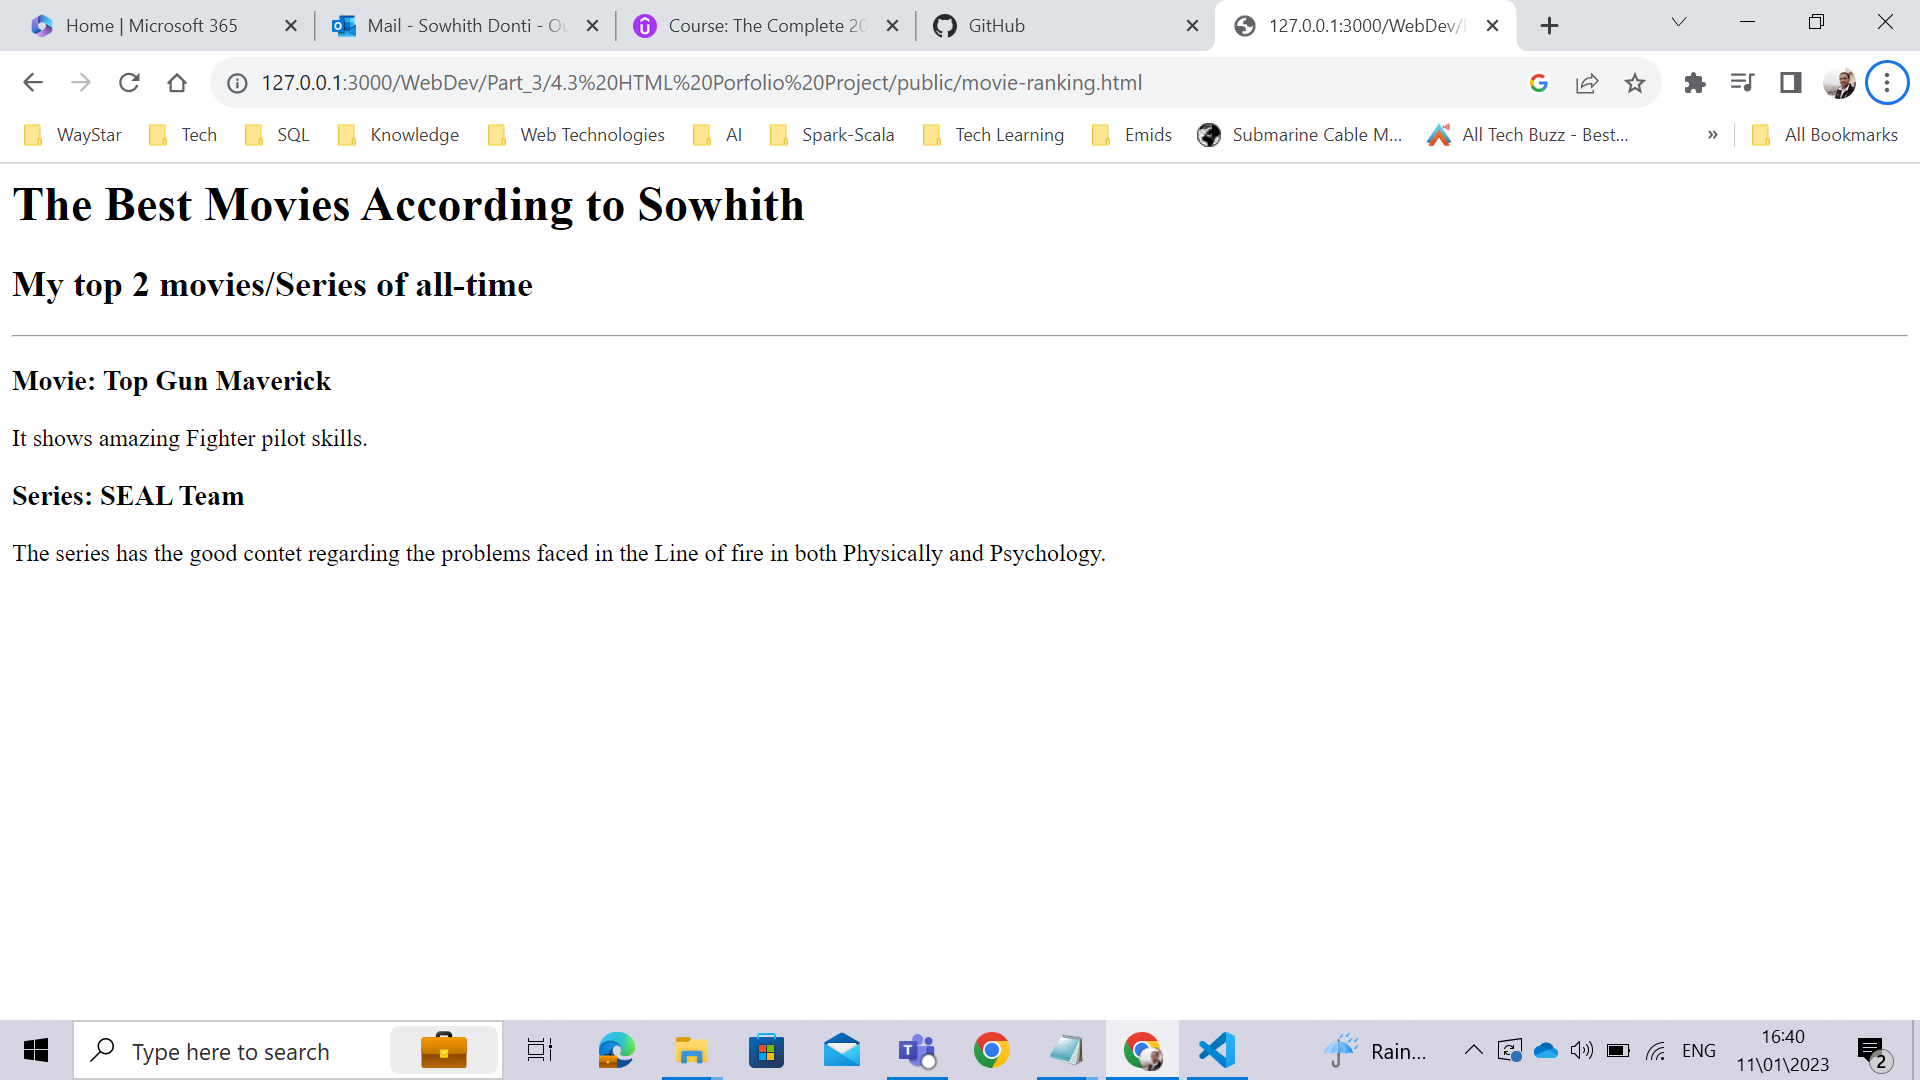 Home | Microsoft 365
Mail - Sowhith Donti - Ou
Course: The Complete 20
GitHub
127.0.0.1:3000/WebDev/
127.0.0.1:3000/WebDev/Part_3/4.3%20HTML%20Porfolio%20Project/public/movie-ranking.html
WayStar
Tech
SQL
Knowledge
Web Technologies
AI
Spark-Scala
Tech Learning
Emids
Submarine Cable M...
All Tech Buzz - Best...
»
All Bookmarks
The Best Movies According to Sowhith
My top 2 movies/Series of all-time
Movie: Top Gun Maverick
It shows amazing Fighter pilot skills.
Series: SEAL Team
The series has the good contet regarding the problems faced in the Line of fire in both Physically and Psychology.
Type here to search
Rain...
ENG
16:40
11\01\2023
2